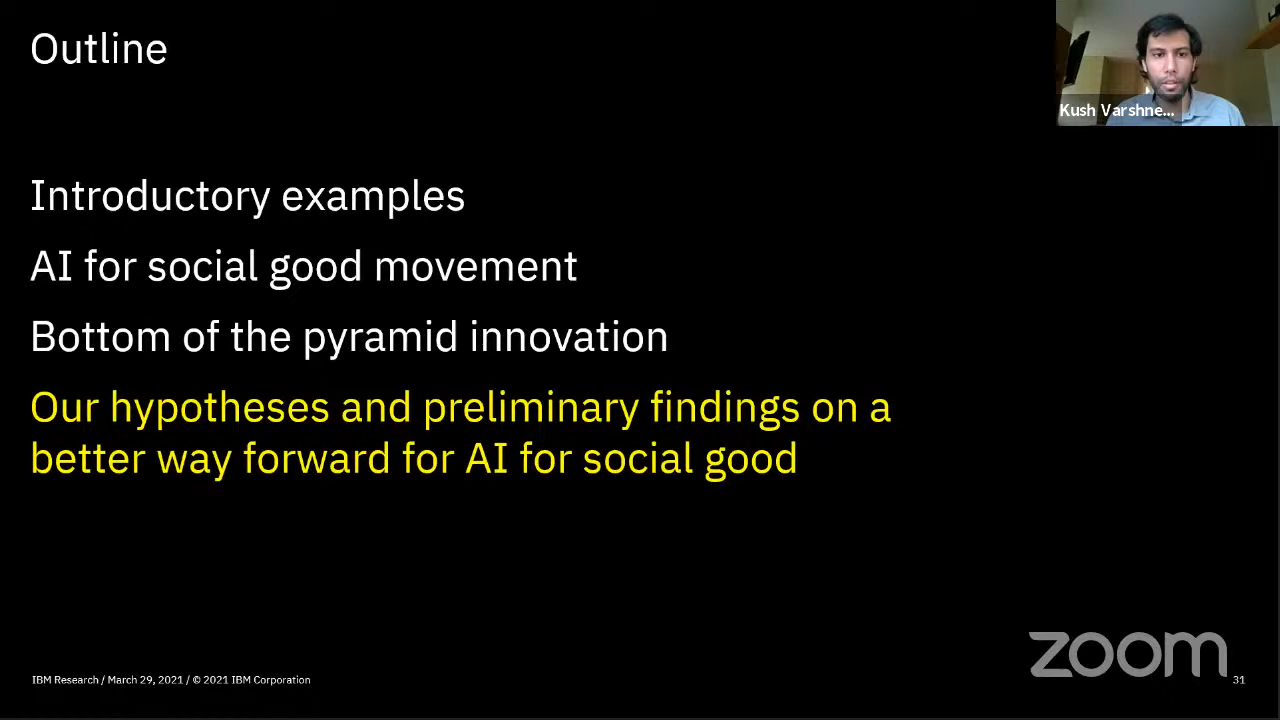 Outline
Kush Varshne...
Introductory examples
AI for social good movement
Bottom of the pyramid innovation
Our hypotheses and preliminary findings on a
better way forward for AI for social good
zoom
IBM Research / March 29, 2021 / © 2021 IBM Corporation
31